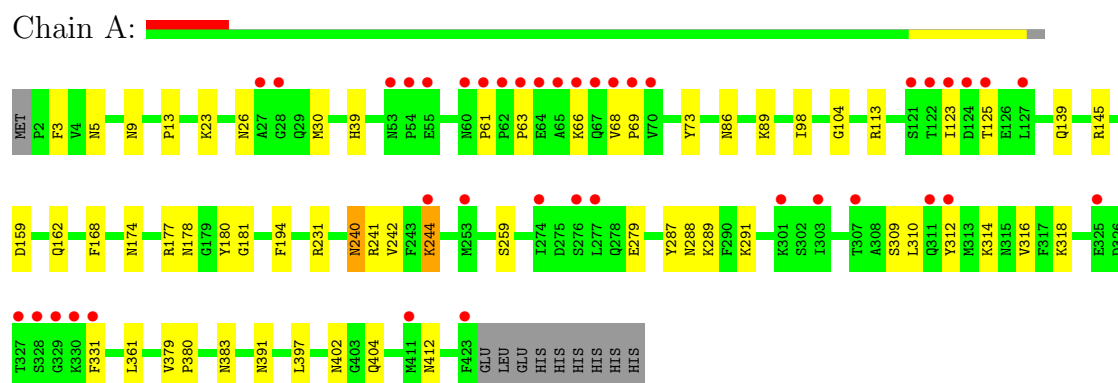 Chain A:
MET P2 F3 V4 N5 N9 P13 K23 N26 A27 G28 Q29 M30 H39 N53 P54 E55 N60 P61 P62 P63 E64 A65 K66 Q67 V68 P69 V70 Y73 N86 K89 I98 G104 R113 S121 T122 T123 D124 T125 E126 L127 Q139 R145
D159 Q162 F168 N174 R177 N178 G179 Y180 G181 F194 R231 N240 R241 V242 F243 K244 M253 S259 I274 D275 S276 L277 Q278 E279 Y287 N288 K289 F290 K291 K301 S302 I303 T307 A308 S309 L310 Q311 Y312 M313 K314 N315 V316 F317 K318 E325
T327 S328 G329 K330 F331 L361 V379 P380 N383 N391 L397 N402 G403 Q404 M411 N412 F423 GLU LEU GLU HIS HIS HIS HIS HIS HIS